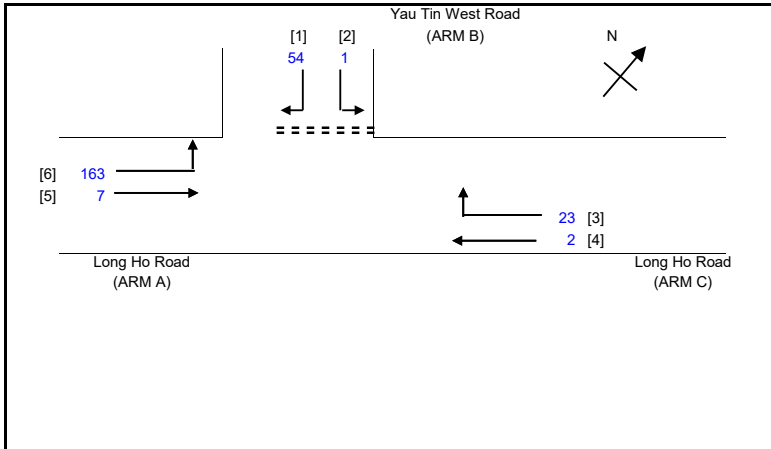 Yau Tin West Road
[1] [2] (ARM B) N
54 1
[6] 163
[5] 7
23 [3]
2 [4]
Long Ho Road Long Ho Road
(ARM A) (ARM C)